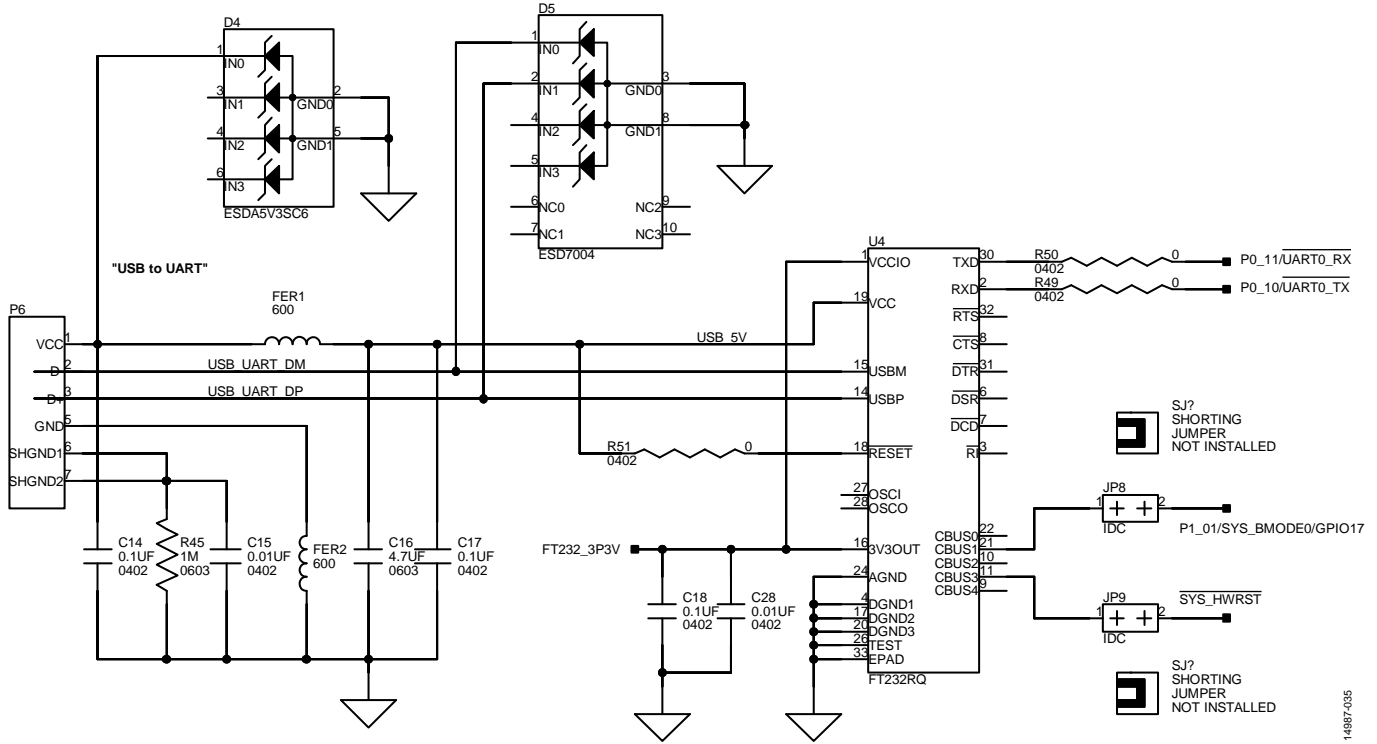 D4
1
IN0
3
IN1
4
IN2
6
IN3
2
GND0
5
GND1
ESDA5V3SC6
D5
1
IN0
2
IN1
4
IN2
5
IN3
6
NC0
7
NC1
3
GND0
8
GND1
9
NC2
10
NC3
ESD7004
"USB to UART"
P6
VCC 1
D- 2
D+ 3
GND 5
SHGND1 6
SHGND2 7
FER1
600
USB_5V
USB_UART_DM
USB_UART_DP
R51 0
0402
C14
0.1UF
0402
R45
1M
0603
C15
0.01UF
0402
FER2
600
C16
4.7UF
0603
C17
0.1UF
0402
FT232_3P3V
C18
0.1UF
0402
C28
0.01UF
0402
U4
1 VCCIO
19 VCC
15 USBM
14 USBP
18 RESET
27 OSCI
28 OSCO
16 3V3OUT
24 AGND
4 DGND1
17 DGND2
20 DGND3
26 TEST
33 EPAD
TXD 30
RXD 2
RTS 32
CTS 8
DTR 31
DSR 6
DCD 7
RI 3
CBUS0 22
CBUS1 21
CBUS2 10
CBUS3 11
CBUS4 9
FT232RQ
R50 0
0402
P0_11/UART0_RX
R49 0
0402
P0_10/UART0_TX
SJ?
SHORTING
JUMPER
NOT INSTALLED
JP8
1 2
IDC
P1_01/SYS_BMODE0/GPIO17
JP9
1 2
IDC
SYS_HWRST
SJ?
SHORTING
JUMPER
NOT INSTALLED
14987-035